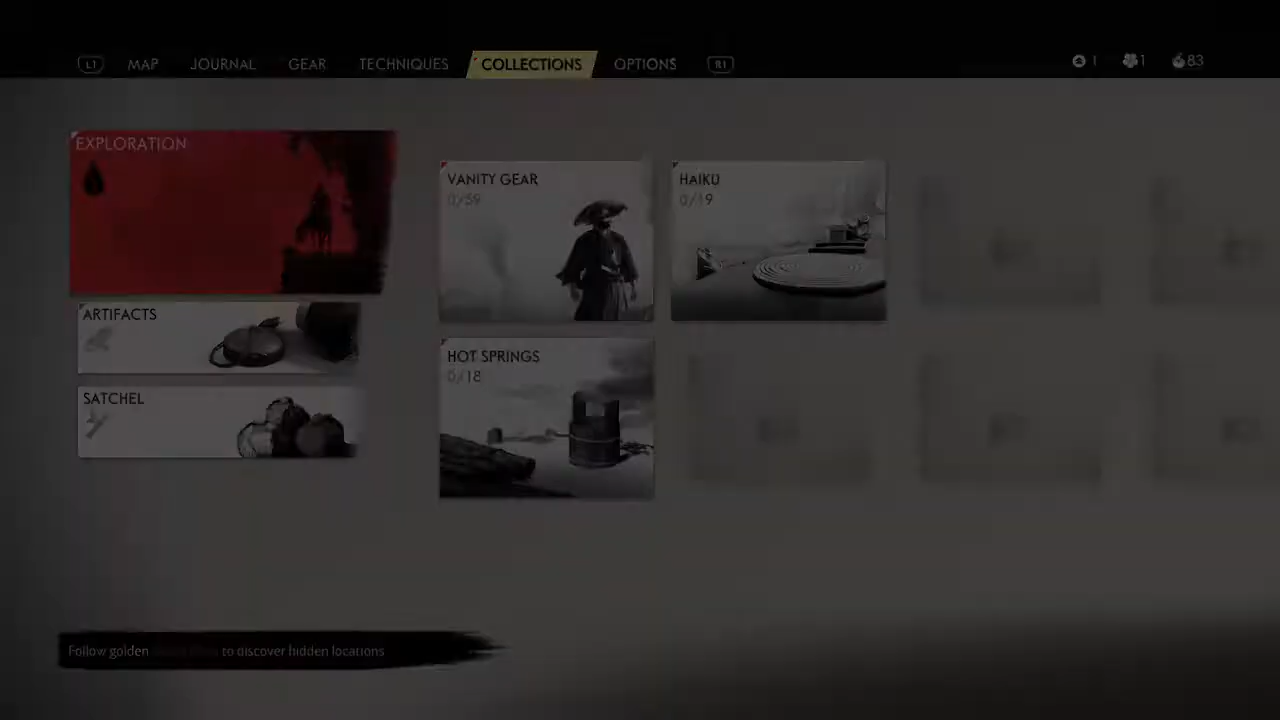 L1 MAP JOURNAL GEAR TECHNIQUES COLLECTIONS OPTIONS R1 1 1 83
EXPLORATION
VANITY GEAR
0/59
HAIKU
0/19
ARTIFACTS
HOT SPRINGS
0/18
SATCHEL
Follow golden to discover hidden locations